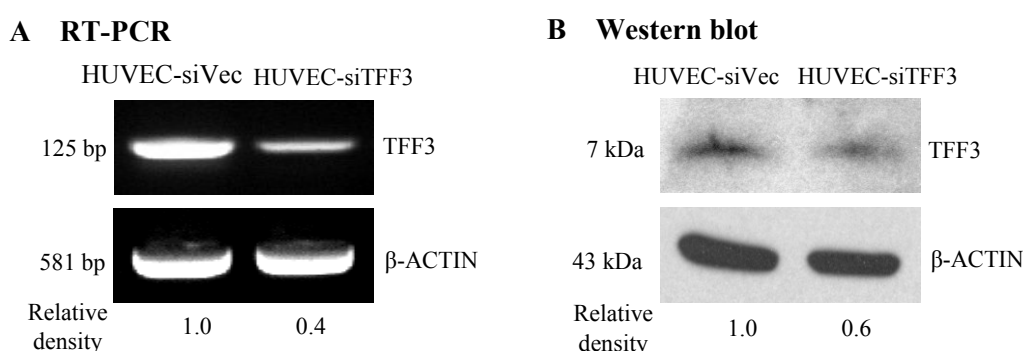 A RT-PCR
HUVEC-siVec HUVEC-siTFF3
125 bp TFF3
581 bp β-ACTIN
Relative
density 1.0 0.4
B Western blot
HUVEC-siVec HUVEC-siTFF3
7 kDa TFF3
43 kDa β-ACTIN
Relative
density 1.0 0.6